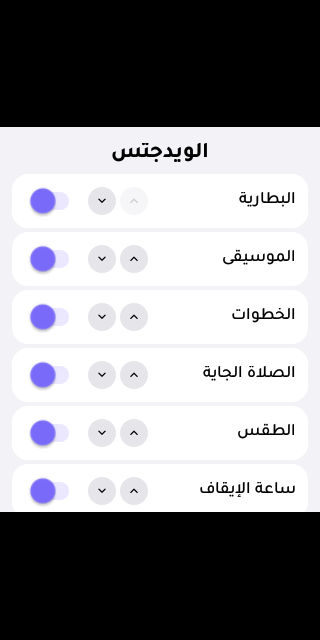 الويدجتس
البطارية
الموسيقى
الخطوات
الصلاة الجاية
الطقس
ساعة الإيقاف